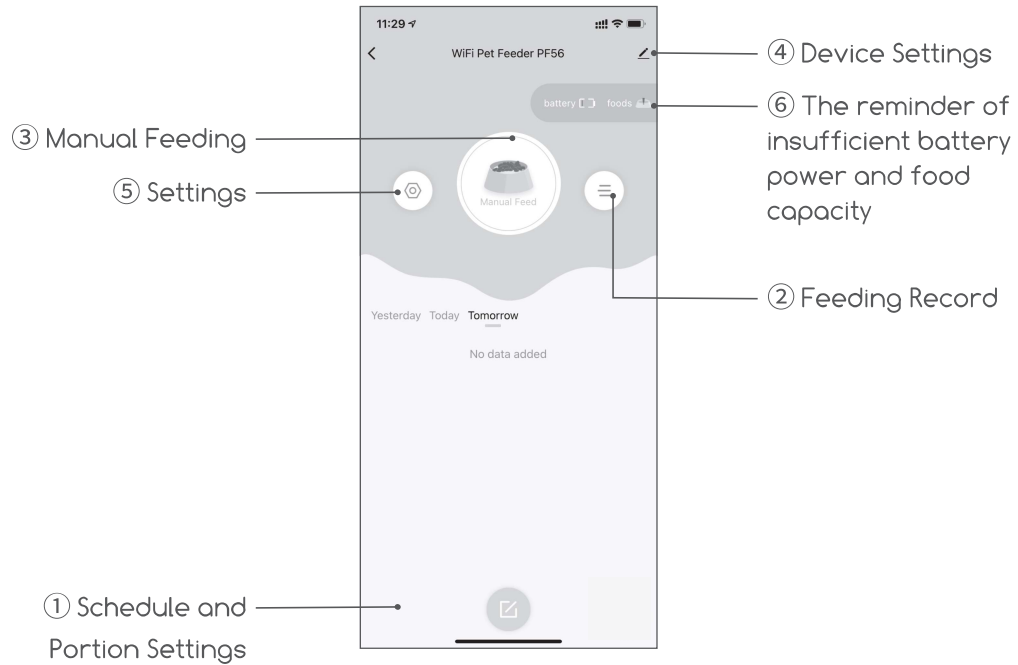 11:29
WiFi Pet Feeder PF56
④ Device Settings
battery foods
⑥ The reminder of
insufficient battery
power and food
capacity
③ Manual Feeding
⑤ Settings
Manual Feed
② Feeding Record
Yesterday Today Tomorrow
No data added
① Schedule and
Portion Settings